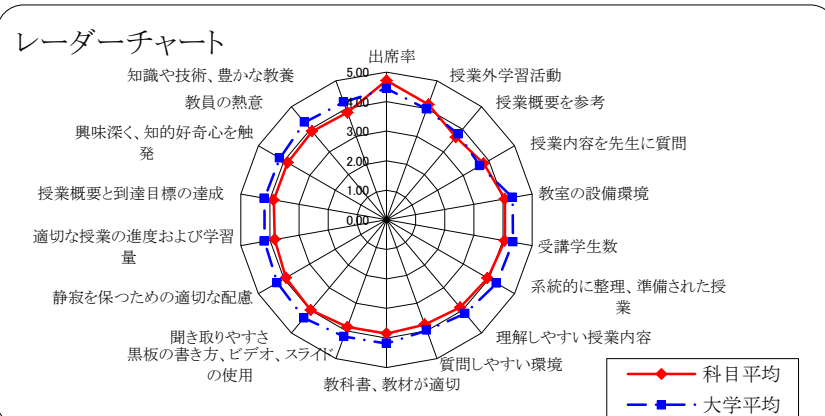 レーダーチャート
出席率
授業外学習活動
授業概要を参考
授業内容を先生に質問
教室の設備環境
受講学生数
系統的に整理、準備された授
業
理解しやすい授業内容
質問しやすい環境
教科書、教材が適切
黒板の書き方、ビデオ、スライド
の使用
聞き取りやすさ
静寂を保つための適切な配慮
適切な授業の進度および学習
量
授業概要と到達目標の達成
興味深く、知的好奇心を触
発
教員の熱意
知識や技術、豊かな教養
5.00
4.00
3.00
2.00
1.00
0.00
科目平均
大学平均